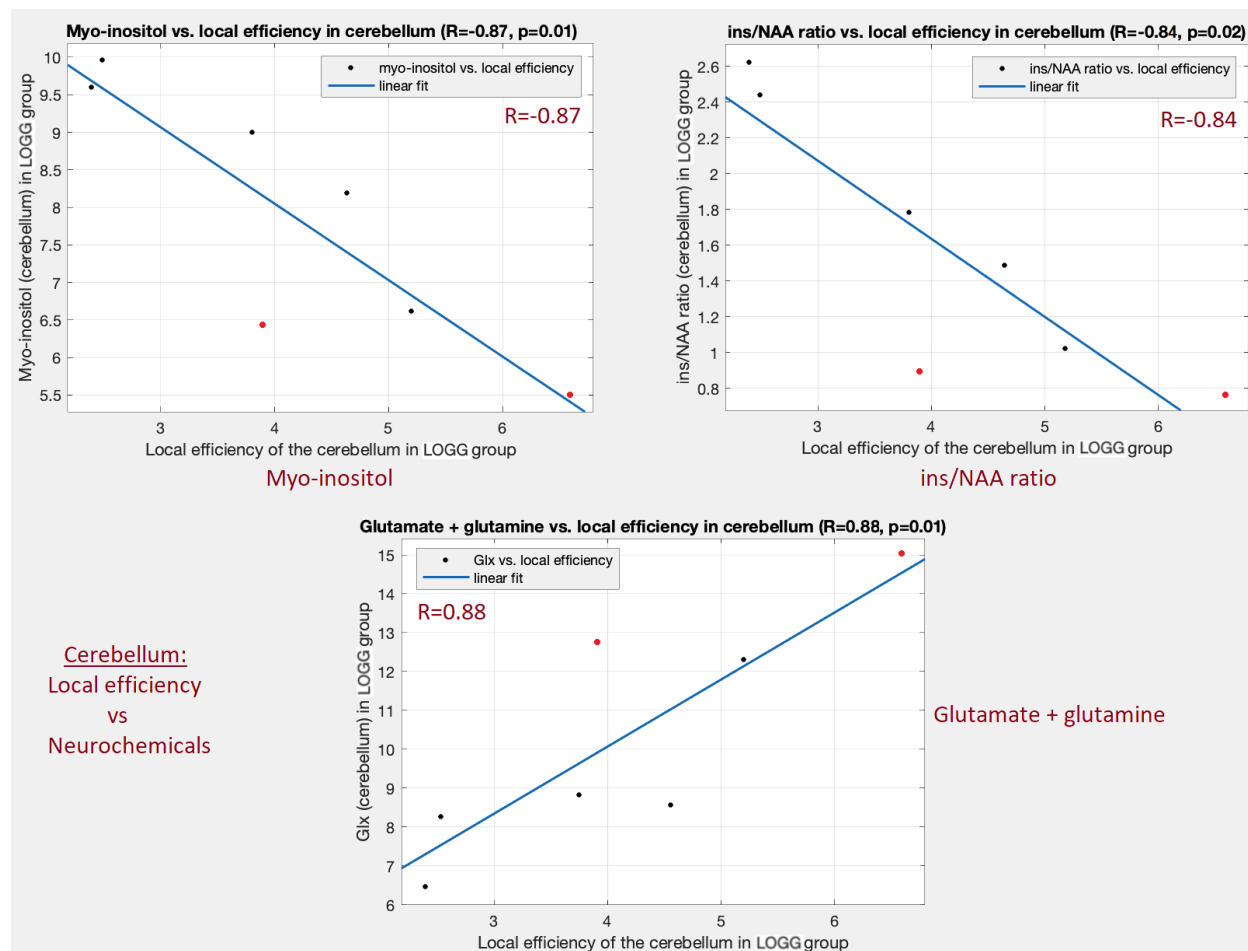 Myo-inositol vs. local efficiency in cerebellum (R=-0.87, p=0.01)
myo-inositol vs. local efficiency
linear fit
R=-0.87
Myo-inositol (cerebellum) in LOGG group
10
9.5
9
8.5
8
7.5
7
6.5
6
5.5
3
4
5
6
Local efficiency of the cerebellum in LOGG group
Myo-inositol
ins/NAA ratio vs. local efficiency in cerebellum (R=-0.84, p=0.02)
ins/NAA ratio vs. local efficiency
linear fit
R=-0.84
ins/NAA ratio (cerebellum) in LOGG group
2.6
2.4
2.2
2
1.8
1.6
1.4
1.2
1
0.8
3
4
5
6
Local efficiency of the cerebellum in LOGG group
ins/NAA ratio
Glutamate + glutamine vs. local efficiency in cerebellum (R=0.88, p=0.01)
Glx vs. local efficiency
linear fit
R=0.88
Glx (cerebellum) in LOGG group
15
14
13
12
11
10
9
8
7
6
3
4
5
6
Local efficiency of the cerebellum in LOGG group
Cerebellum:
Local efficiency
vs
Neurochemicals
Glutamate + glutamine